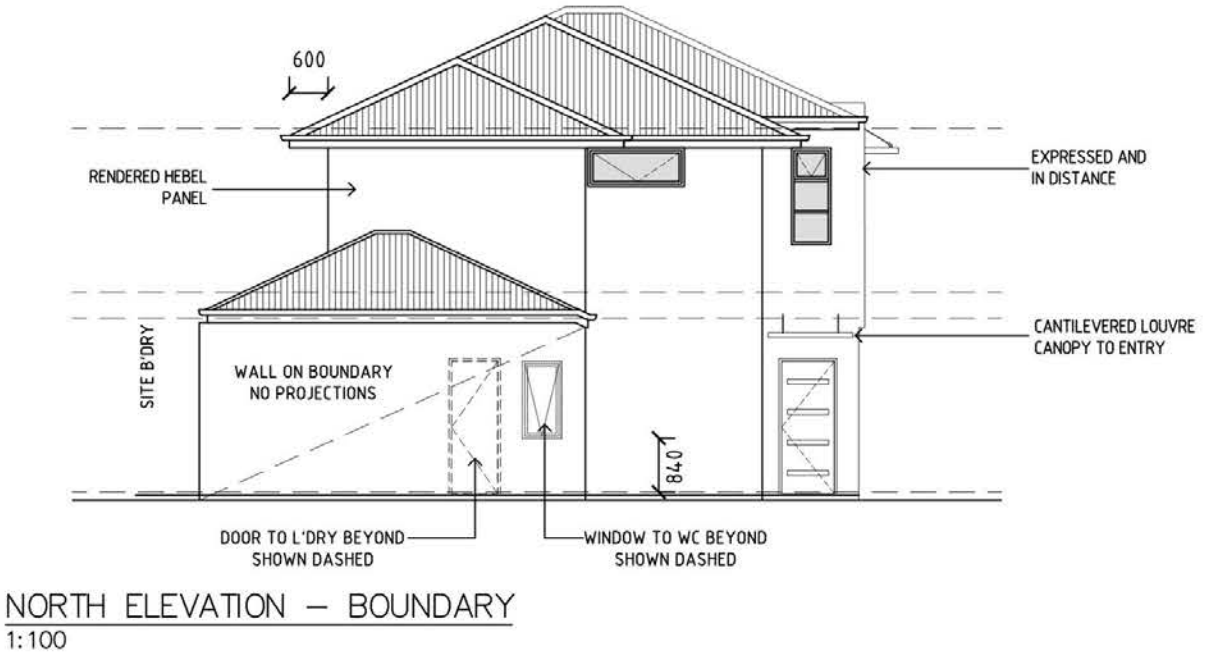 600
RENDERED HEBEL
PANEL
EXPRESSED AND
IN DISTANCE
SITE B'DRY
WALL ON BOUNDARY
NO PROJECTIONS
CANTILEVERED LOUVRE
CANOPY TO ENTRY
840
DOOR TO L'DRY BEYOND
SHOWN DASHED
WINDOW TO WC BEYOND
SHOWN DASHED
NORTH ELEVATION – BOUNDARY
1:100